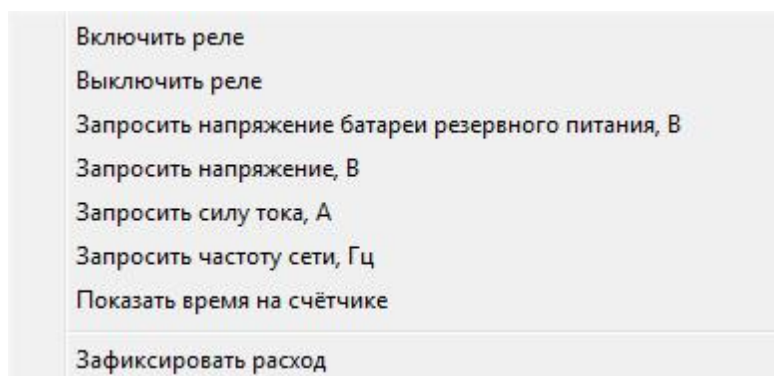 Включить реле
Выключить реле
Запросить напряжение батареи резервного питания, В
Запросить напряжение, В
Запросить силу тока, А
Запросить частоту сети, Гц
Показать время на счётчике
Зафиксировать расход